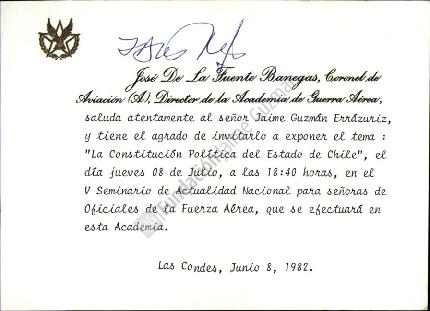 José De La Fuente Banegas, Coronel de
Aviación (A), Director de la Academia de Guerra Aérea,
saluda atentamente al señor Jaime Guzmán Errázuriz,
y tiene el agrado de invitarlo a exponer el tema :
"La Constitución Política del Estado de Chile", el
día jueves 08 de Julio, a las 18:40 horas, en el
V Seminario de Actualidad Nacional para señoras de
Oficiales de la Fuerza Aérea, que se efectuará en
esta Academia.
Las Condes, Junio 8, 1982.